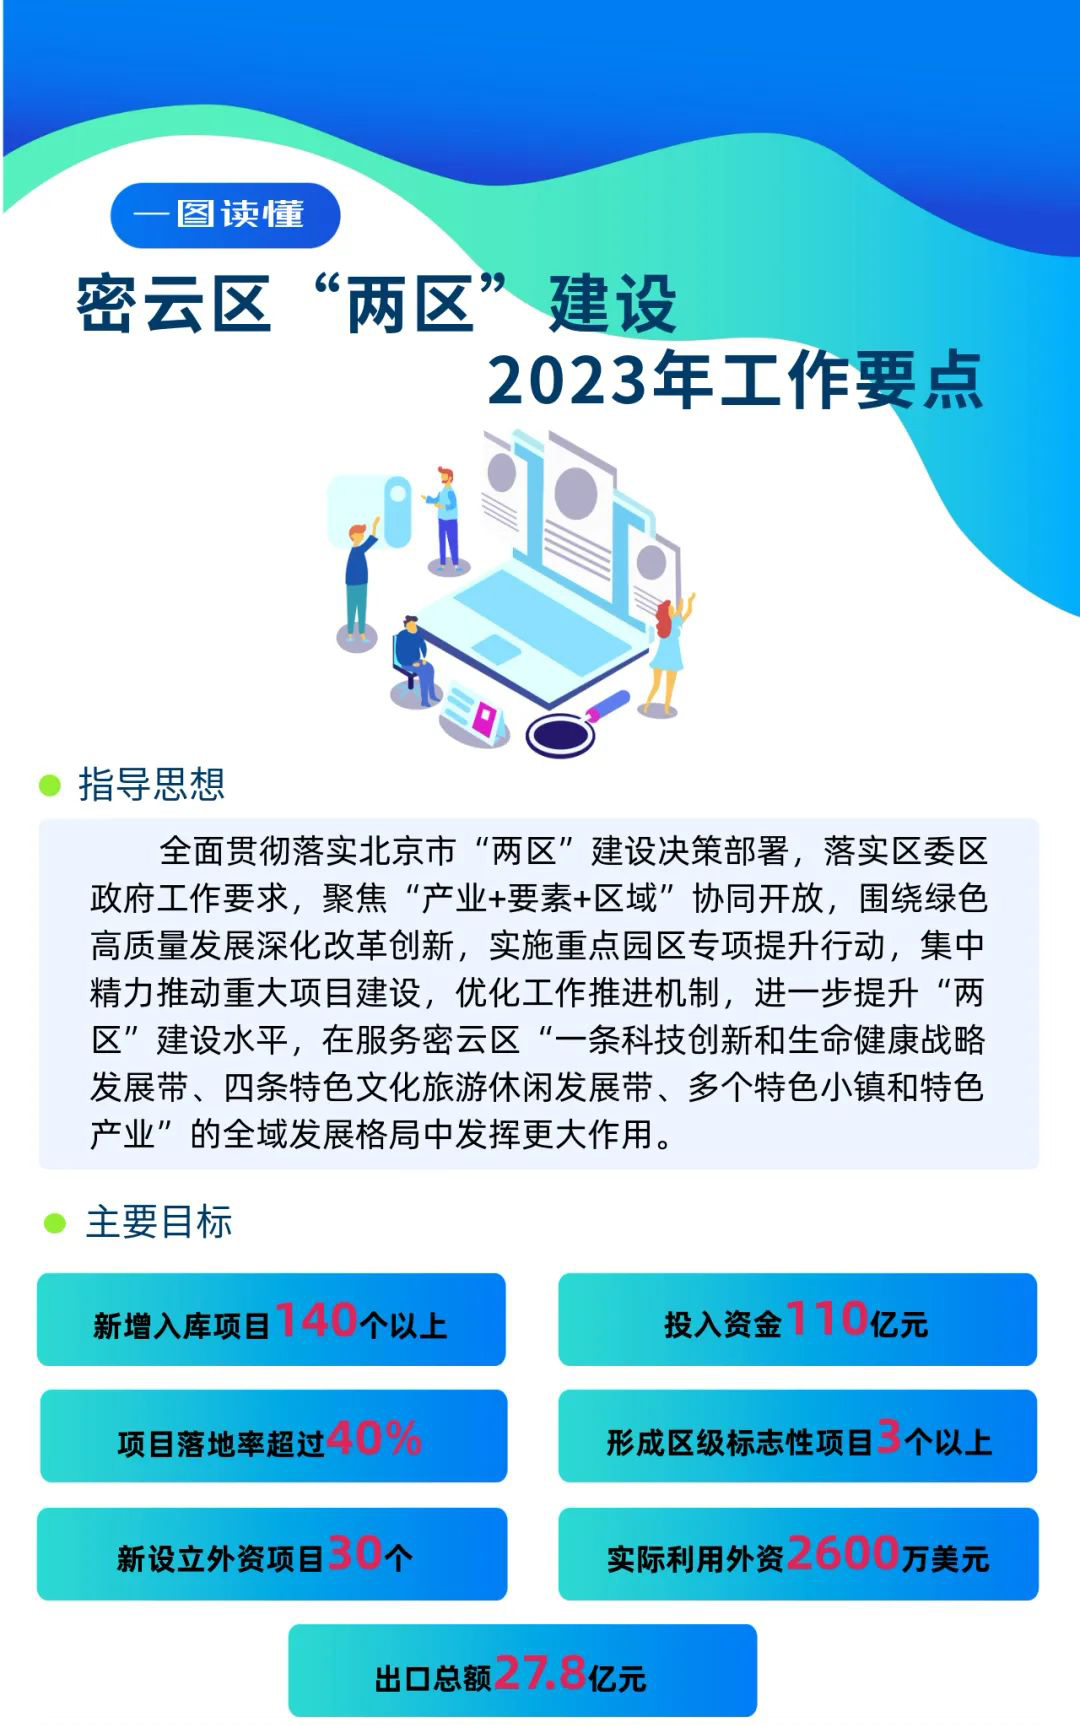 一图读懂
密云区“两区”建设
2023年工作要点
指导思想
全面贯彻落实北京市“两区”建设决策部署，落实区委区
政府工作要求，聚焦“产业+要素+区域”协同开放，围绕绿色
高质量发展深化改革创新，实施重点园区专项提升行动，集中
精力推动重大项目建设，优化工作推进机制，进一步提升“两
区”建设水平，在服务密云区“一条科技创新和生命健康战略
发展带、四条特色文化旅游休闲发展带、多个特色小镇和特色
产业”的全域发展格局中发挥更大作用。
主要目标
新增入库项目140个以上
投入资金110亿元
项目落地率超过40%
形成区级标志性项目3个以上
新设立外资项目30个
实际利用外资2600万美元
出口总额27.8亿元